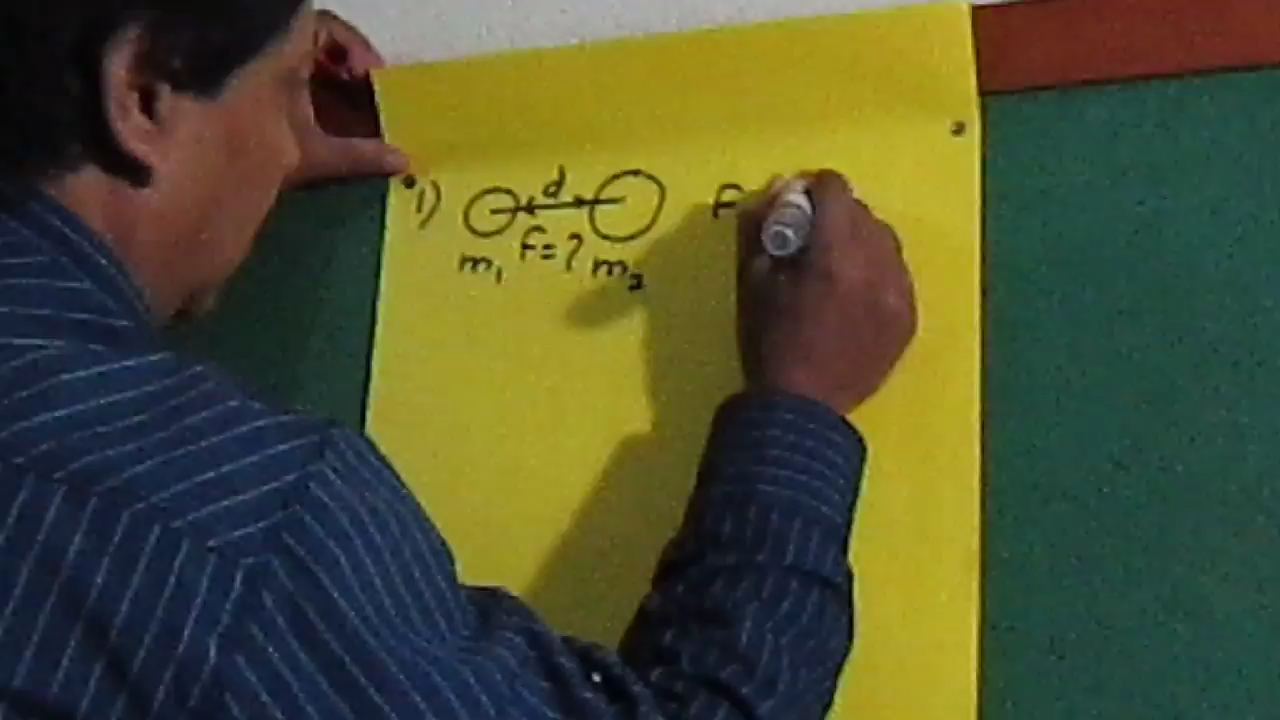 1) d F
F=?
m₁ m₂